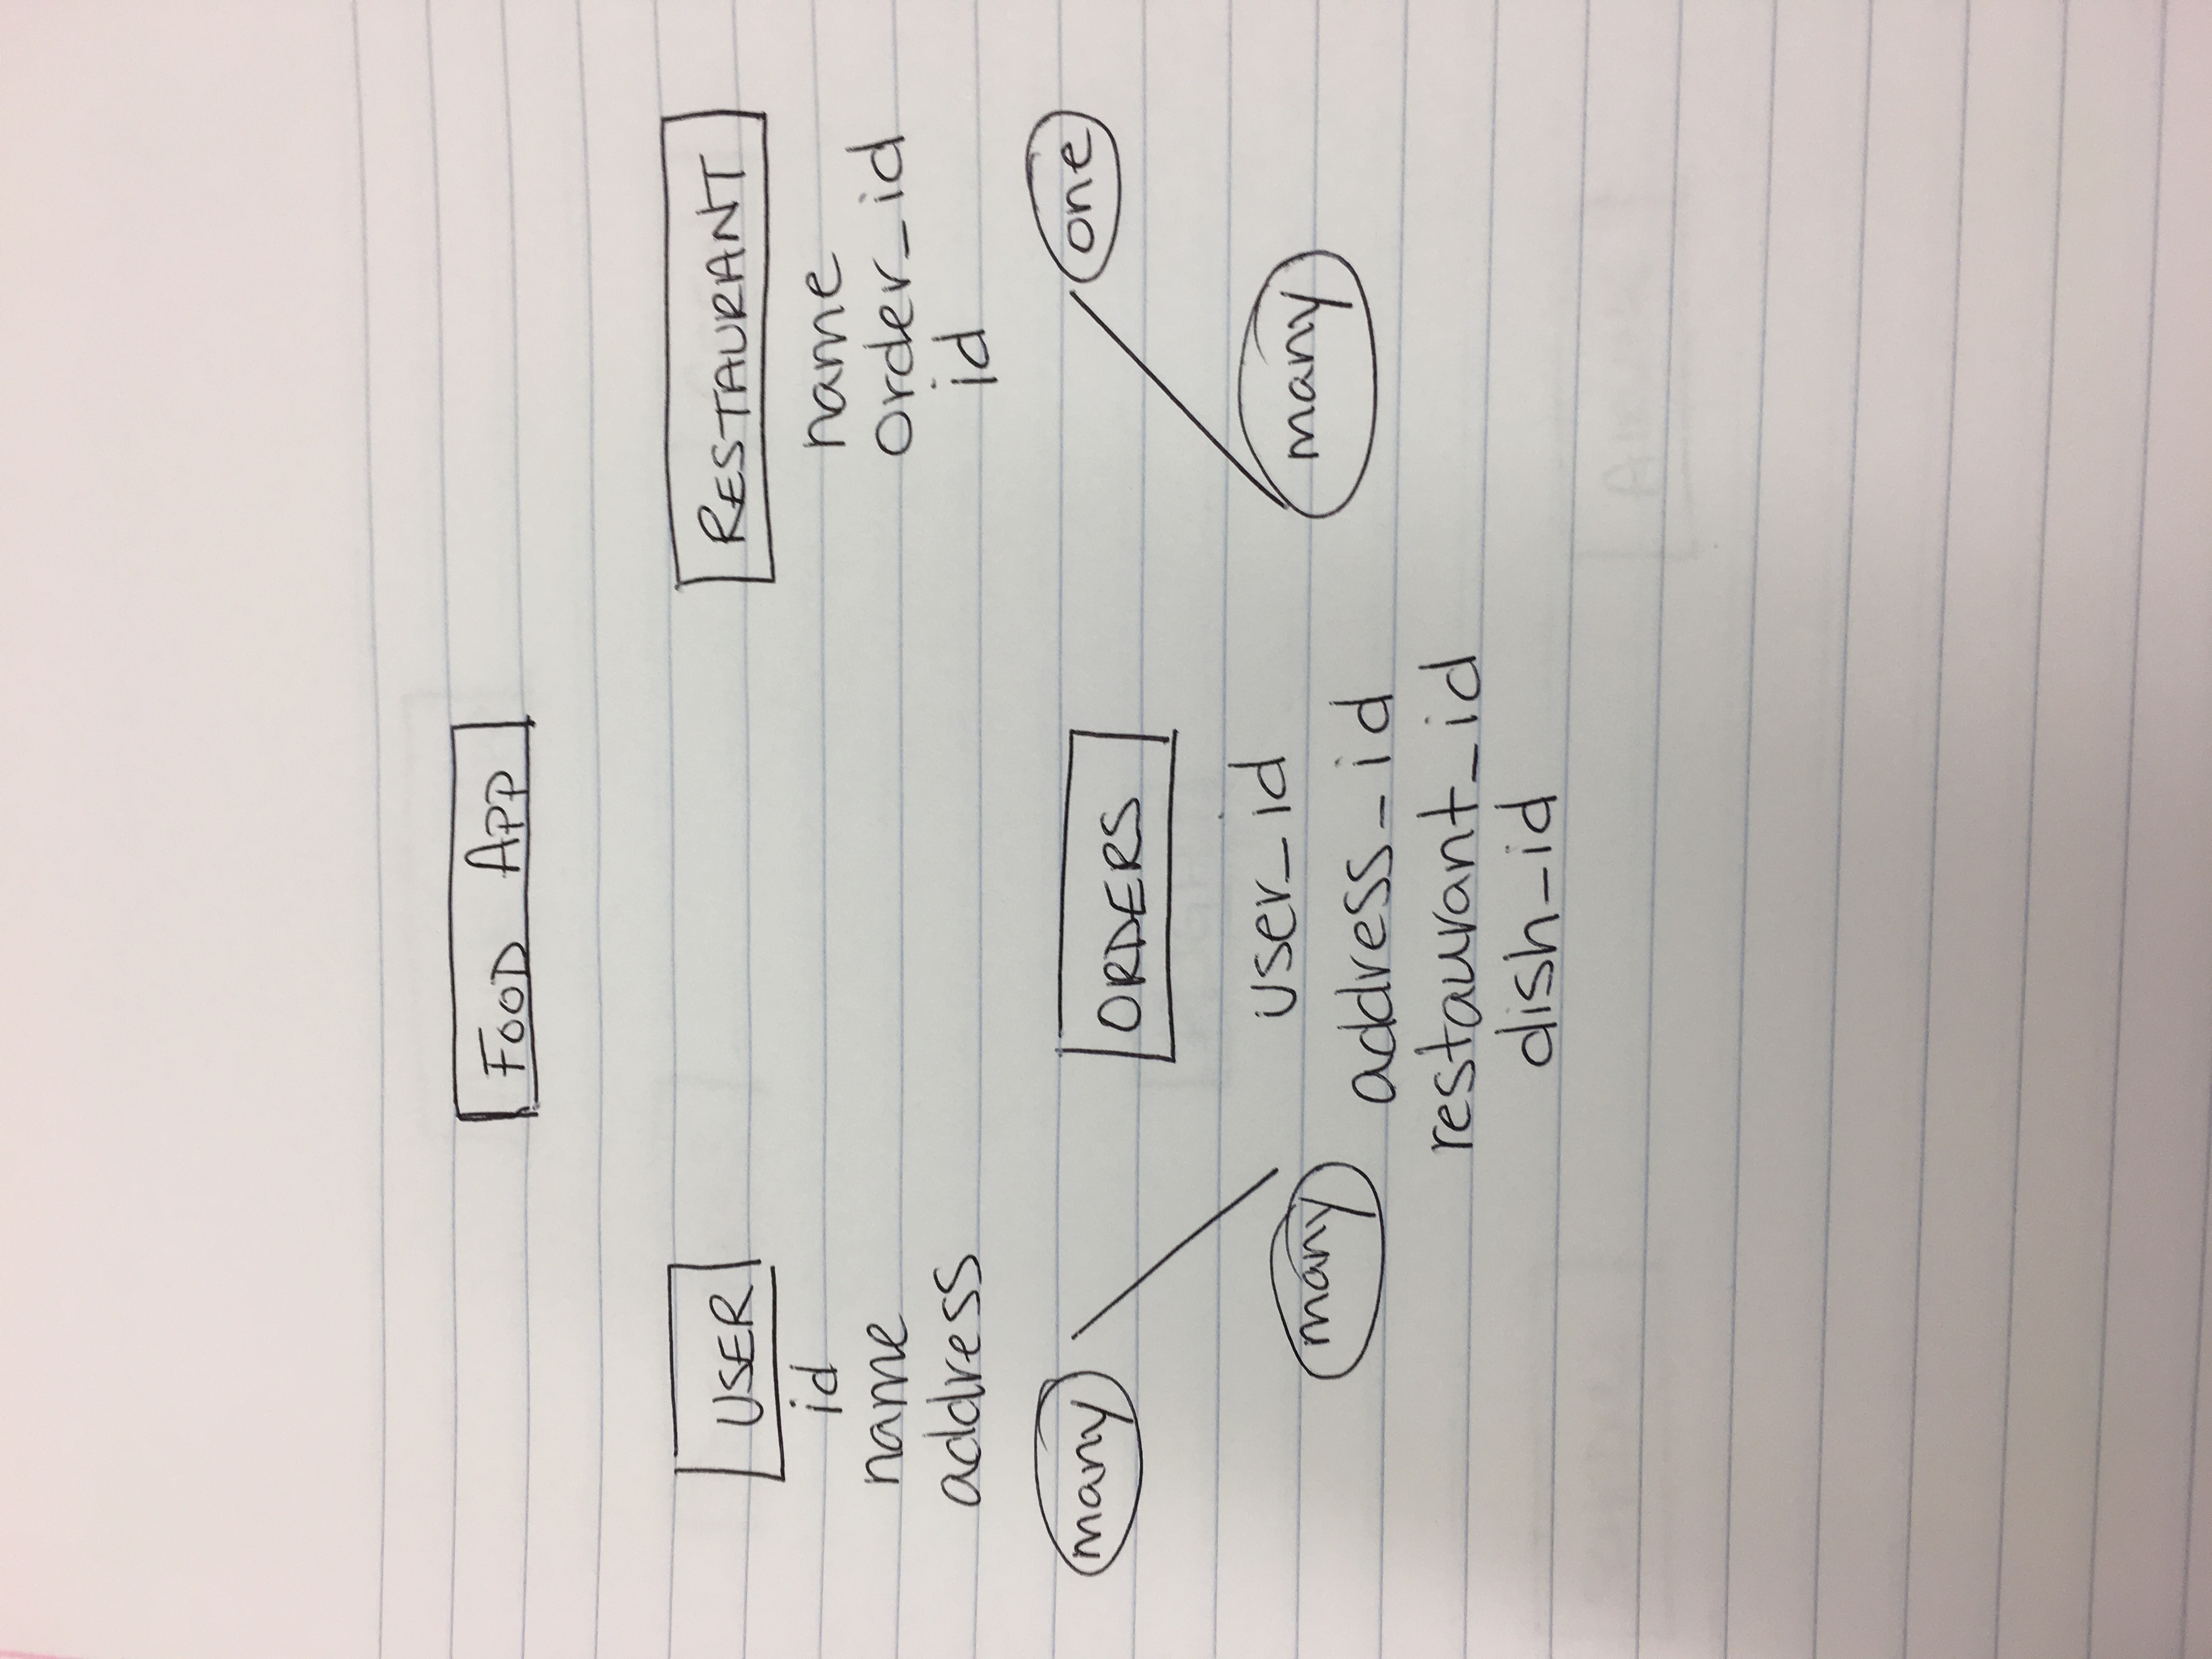 FOOD APP
USER
id
name
address
RESTAURANT
name
order_id
id
many
many
ORDERS
user_id
address_id
restaurant_id
dish_id
one
many